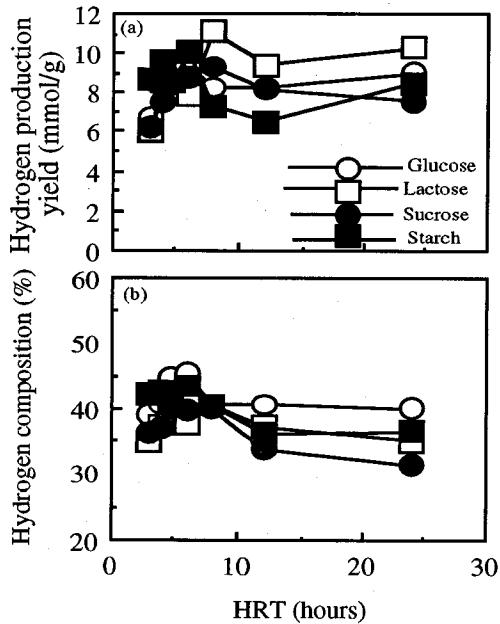 Hydrogen production
yield (mmol/g)
12
(a)
10
8
6
4
2
0
Glucose
Lactose
Sucrose
Starch
Hydrogen composition (%)
60
(b)
50
40
30
20
0 10 20 30
HRT (hours)